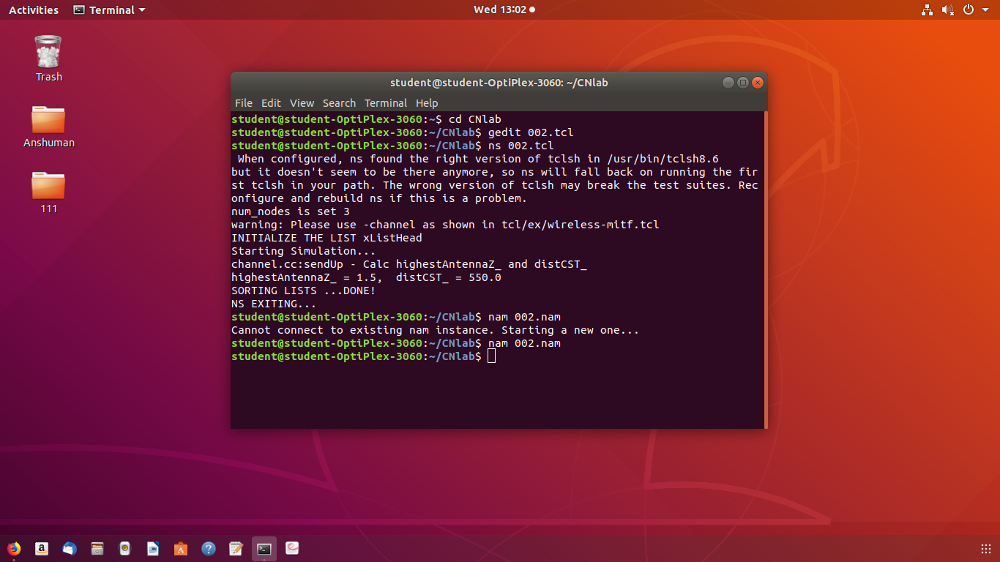 Activities Terminal Wed 13:02
Trash
Anshuman
111
student@student-OptiPlex-3060: ~/CNlab
File Edit View Search Terminal Help
student@student-OptiPlex-3060:~$ cd CNlab
student@student-OptiPlex-3060:~/CNlab$ gedit 002.tcl
student@student-OptiPlex-3060:~/CNlab$ ns 002.tcl
When configured, ns found the right version of tclsh in /usr/bin/tclsh8.6
but it doesn't seem to be there anymore, so ns will fall back on running the fir
st tclsh in your path. The wrong version of tclsh may break the test suites. Rec
onfigure and rebuild ns if this is a problem.
num_nodes is set 3
warning: Please use -channel as shown in tcl/ex/wireless-mitf.tcl
INITIALIZE THE LIST xListHead
Starting Simulation...
channel.cc:sendUp - Calc highestAntennaZ_ and distCST_
highestAntennaZ_ = 1.5,  distCST_ = 550.0
SORTING LISTS ...DONE!
NS EXITING...
student@student-OptiPlex-3060:~/CNlab$ nam 002.nam
Cannot connect to existing nam instance. Starting a new one...
student@student-OptiPlex-3060:~/CNlab$ nam 002.nam
student@student-OptiPlex-3060:~/CNlab$